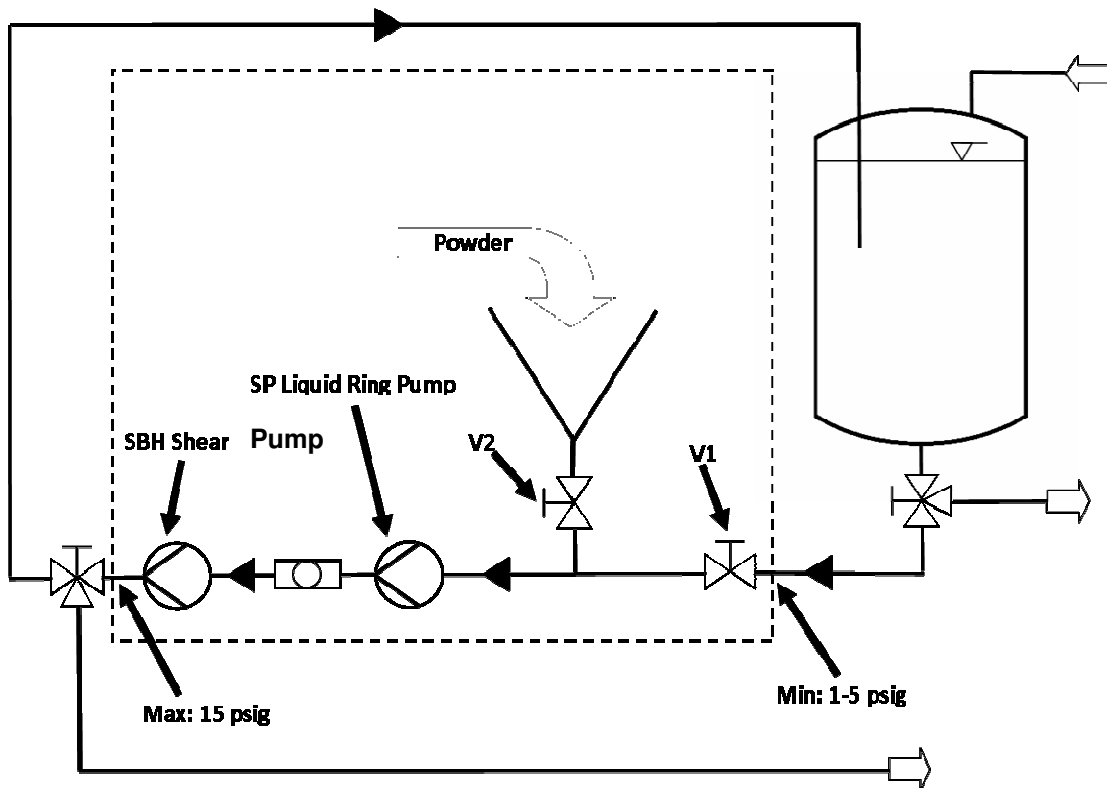 Powder
SP Liquid Ring Pump
SBH Shear Pump
V2
V1
Max: 15 psig
Min: 1-5 psig